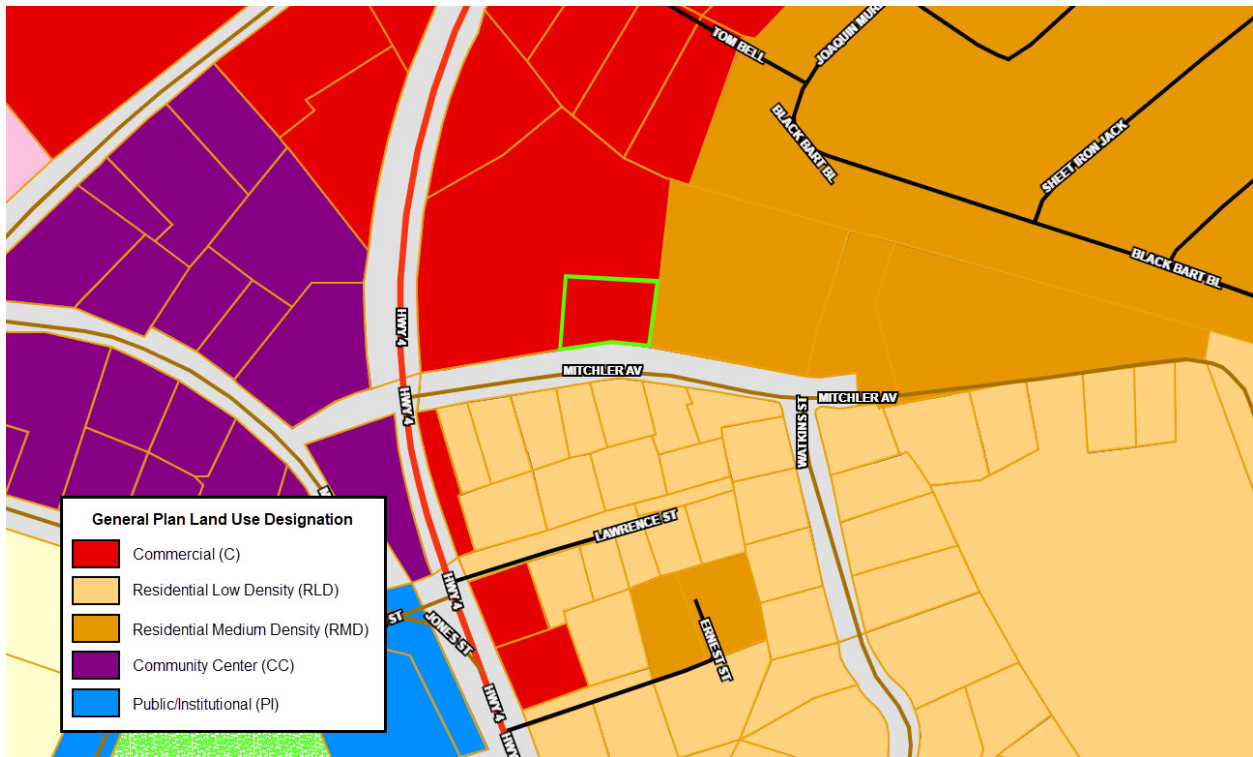 TOM BELL
JOAQUIN MUR
BLACK BART BL
SHEET IRON JACK
BLACK BART BL
HWY 4
MITCHLER AV
HWY 4
MITCHLER AV
WATKINS ST
LAWRENCE ST
HWY 4
ST
JONES ST
ERNEST ST
HWY 4
HWY
General Plan Land Use Designation
Commercial (C)
Residential Low Density (RLD)
Residential Medium Density (RMD)
Community Center (CC)
Public/Institutional (PI)